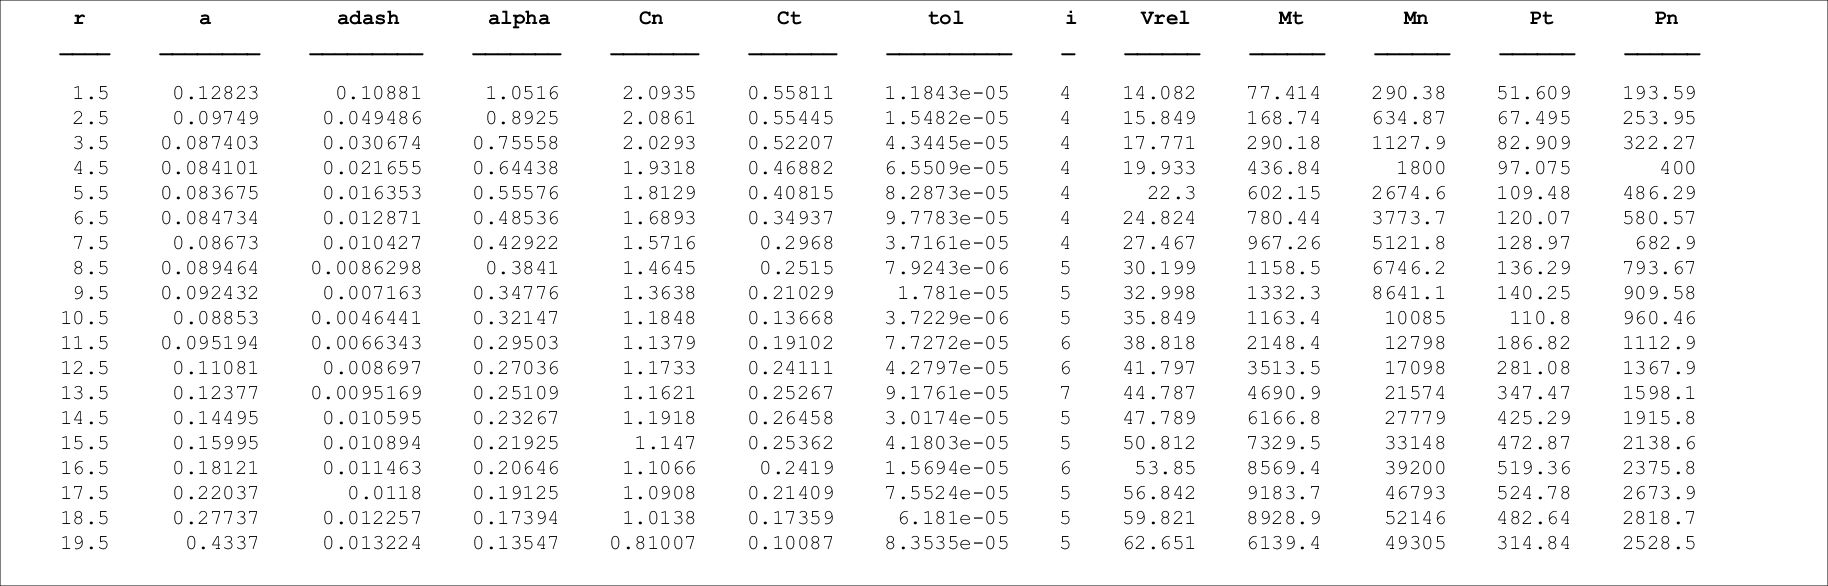 r a adash alpha Cn Ct tol i Vrel Mt Mn Pt Pn
1.5 0.12823 0.10881 1.0516 2.0935 0.55811 1.1843e-05 4 14.082 77.414 290.38 51.609 193.59
2.5 0.09749 0.049486 0.8925 2.0861 0.55445 1.5482e-05 4 15.849 168.74 634.87 67.495 253.95
3.5 0.087403 0.030674 0.75558 2.0293 0.52207 4.3445e-05 4 17.771 290.18 1127.9 82.909 322.27
4.5 0.084101 0.021655 0.64438 1.9318 0.46882 6.5509e-05 4 19.933 436.84 1800 97.075 400
5.5 0.083675 0.016353 0.55576 1.8129 0.40815 8.2873e-05 4 22.3 602.15 2674.6 109.48 486.29
6.5 0.084734 0.012871 0.48536 1.6893 0.34937 9.7783e-05 4 24.824 780.44 3773.7 120.07 580.57
7.5 0.08673 0.010427 0.42922 1.5716 0.2968 3.7161e-05 4 27.467 967.26 5121.8 128.97 682.9
8.5 0.089464 0.0086298 0.3841 1.4645 0.2515 7.9243e-06 5 30.199 1158.5 6746.2 136.29 793.67
9.5 0.092432 0.007163 0.34776 1.3638 0.21029 1.781e-05 5 32.998 1332.3 8641.1 140.25 909.58
10.5 0.08853 0.0046441 0.32147 1.1848 0.13668 3.7229e-06 5 35.849 1163.4 10085 110.8 960.46
11.5 0.095194 0.0066343 0.29503 1.1379 0.19102 7.7272e-05 6 38.818 2148.4 12798 186.82 1112.9
12.5 0.11081 0.008697 0.27036 1.1733 0.24111 4.2797e-05 6 41.797 3513.5 17098 281.08 1367.9
13.5 0.12377 0.0095169 0.25109 1.1621 0.25267 9.1761e-05 7 44.787 4690.9 21574 347.47 1598.1
14.5 0.14495 0.010595 0.23267 1.1918 0.26458 3.0174e-05 5 47.789 6166.8 27779 425.29 1915.8
15.5 0.15995 0.010894 0.21925 1.147 0.25362 4.1803e-05 5 50.812 7329.5 33148 472.87 2138.6
16.5 0.18121 0.011463 0.20646 1.1066 0.2419 1.5694e-05 6 53.85 8569.4 39200 519.36 2375.8
17.5 0.22037 0.0118 0.19125 1.0908 0.21409 7.5524e-05 5 56.842 9183.7 46793 524.78 2673.9
18.5 0.27737 0.012257 0.17394 1.0138 0.17359 6.181e-05 5 59.821 8928.9 52146 482.64 2818.7
19.5 0.4337 0.013224 0.13547 0.81007 0.10087 8.3535e-05 5 62.651 6139.4 49305 314.84 2528.5